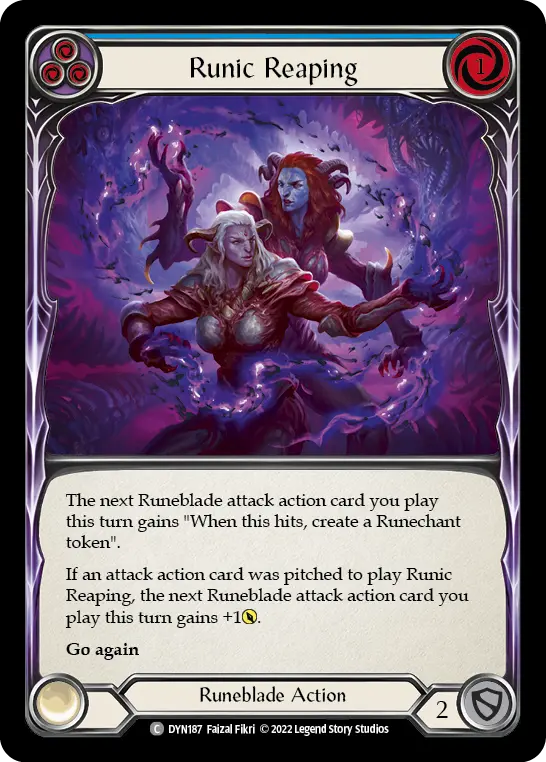 Runic Reaping
1
The next Runeblade attack action card you play
this turn gains "When this hits, create a Runechant
token".
If an attack action card was pitched to play Runic
Reaping, the next Runeblade attack action card you
play this turn gains +1.
Go again
Runeblade Action
2
C DYN187 Faizal Fikri © 2022 Legend Story Studios